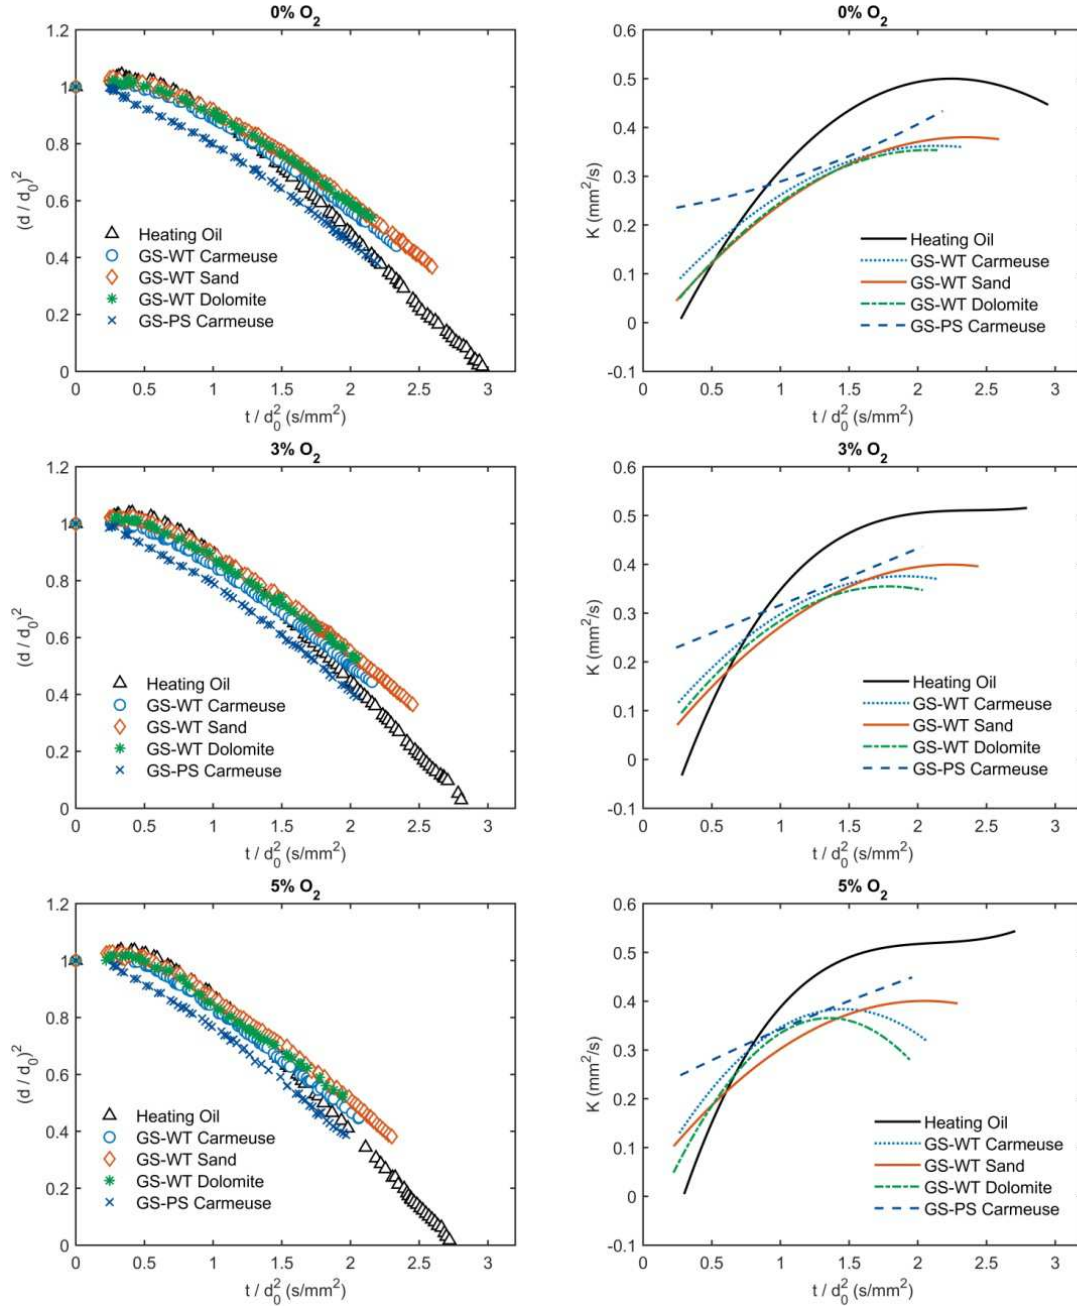 0% O2
1.2
1
0.8
0.6
0.4
0.2
0
(d / d0)²
Heating Oil
GS-WT Carmeuse
GS-WT Sand
GS-WT Dolomite
GS-PS Carmeuse
0 0.5 1 1.5 2 2.5 3
t / d0² (s/mm²)
0% O2
0.6
0.5
0.4
0.3
0.2
0.1
0
-0.1
K (mm²/s)
Heating Oil
GS-WT Carmeuse
GS-WT Sand
GS-WT Dolomite
GS-PS Carmeuse
0 0.5 1 1.5 2 2.5 3
t / d0² (s/mm²)
3% O2
1.2
1
0.8
0.6
0.4
0.2
0
(d / d0)²
Heating Oil
GS-WT Carmeuse
GS-WT Sand
GS-WT Dolomite
GS-PS Carmeuse
0 0.5 1 1.5 2 2.5 3
t / d0² (s/mm²)
3% O2
0.6
0.5
0.4
0.3
0.2
0.1
0
-0.1
K (mm²/s)
Heating Oil
GS-WT Carmeuse
GS-WT Sand
GS-WT Dolomite
GS-PS Carmeuse
0 0.5 1 1.5 2 2.5 3
t / d0² (s/mm²)
5% O2
1.2
1
0.8
0.6
0.4
0.2
0
(d / d0)²
Heating Oil
GS-WT Carmeuse
GS-WT Sand
GS-WT Dolomite
GS-PS Carmeuse
0 0.5 1 1.5 2 2.5 3
t / d0² (s/mm²)
5% O2
0.6
0.5
0.4
0.3
0.2
0.1
0
-0.1
K (mm²/s)
Heating Oil
GS-WT Carmeuse
GS-WT Sand
GS-WT Dolomite
GS-PS Carmeuse
0 0.5 1 1.5 2 2.5 3
t / d0² (s/mm²)